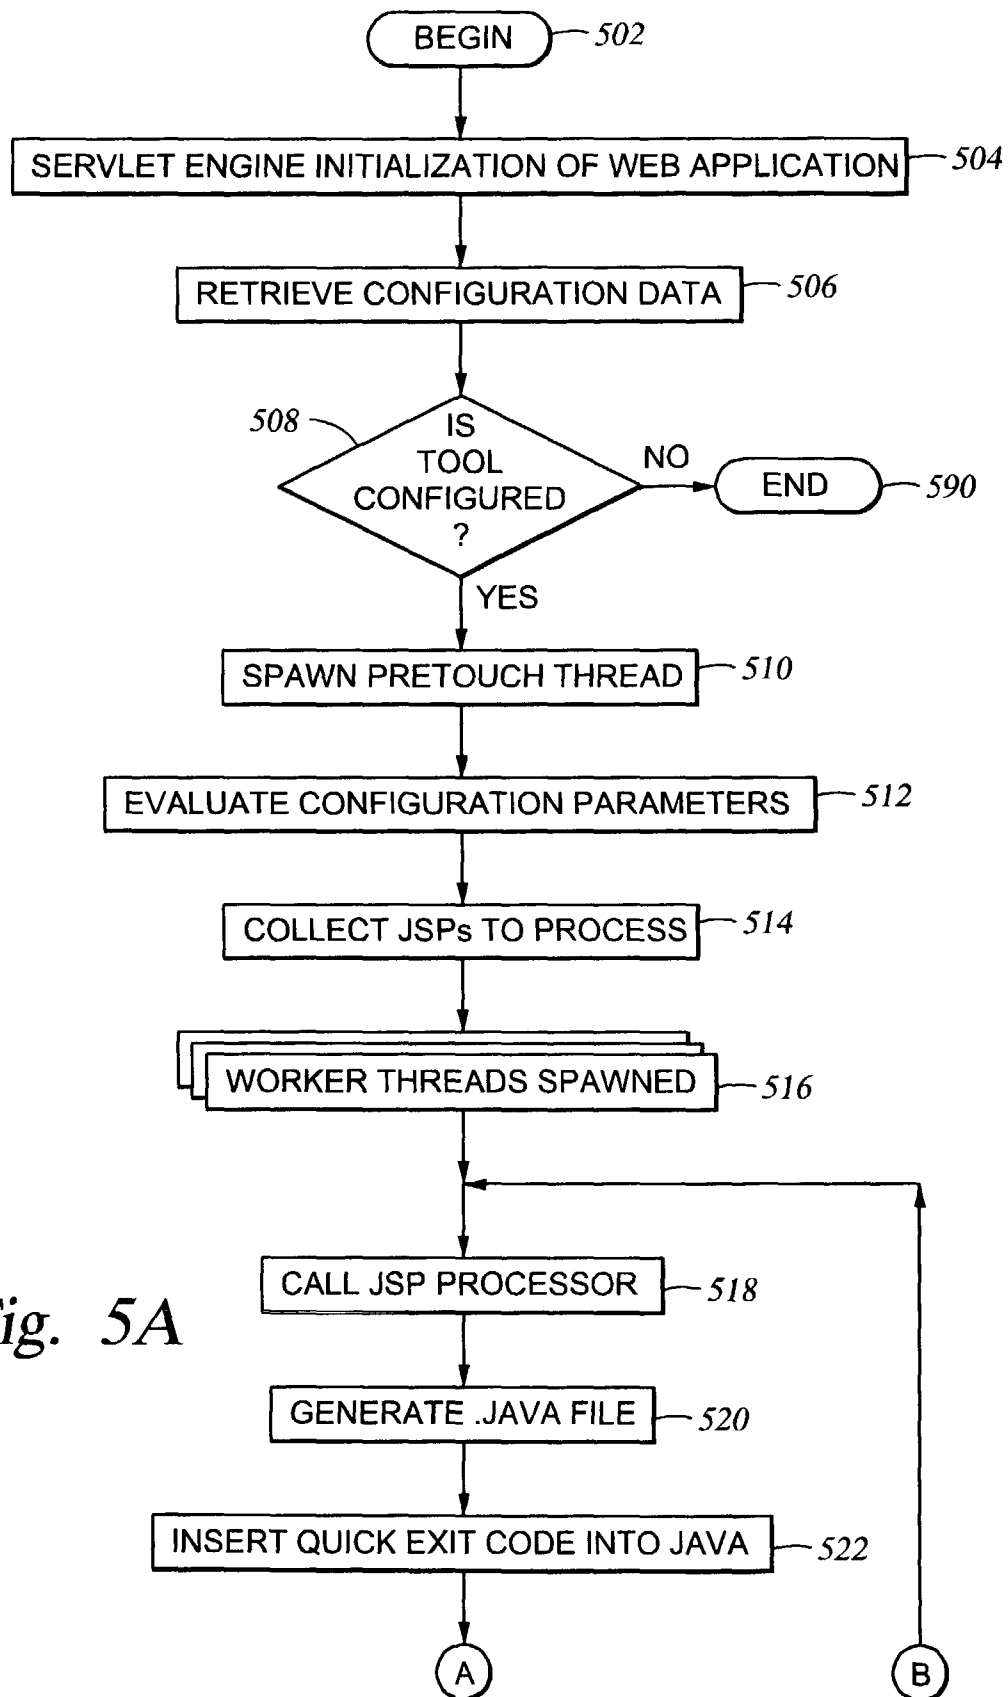 BEGIN 502
SERVLET ENGINE INITIALIZATION OF WEB APPLICATION 504
RETRIEVE CONFIGURATION DATA 506
508
IS
TOOL
CONFIGURED
?
NO
END 590
YES
SPAWN PRETOUCH THREAD 510
EVALUATE CONFIGURATION PARAMETERS 512
COLLECT JSPs TO PROCESS 514
WORKER THREADS SPAWNED 516
CALL JSP PROCESSOR 518
ig. 5A
GENERATE .JAVA FILE 520
INSERT QUICK EXIT CODE INTO JAVA 522
A
B